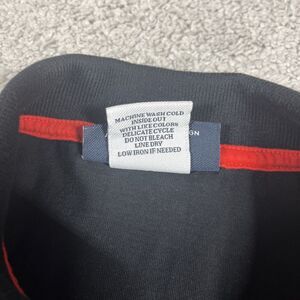 MACHINE WASH COLD
INSIDE OUT
WITH LIKE COLORS
DELICATE CYCLE
DO NOT BLEACH
LINE DRY
LOW IRON IF NEEDED